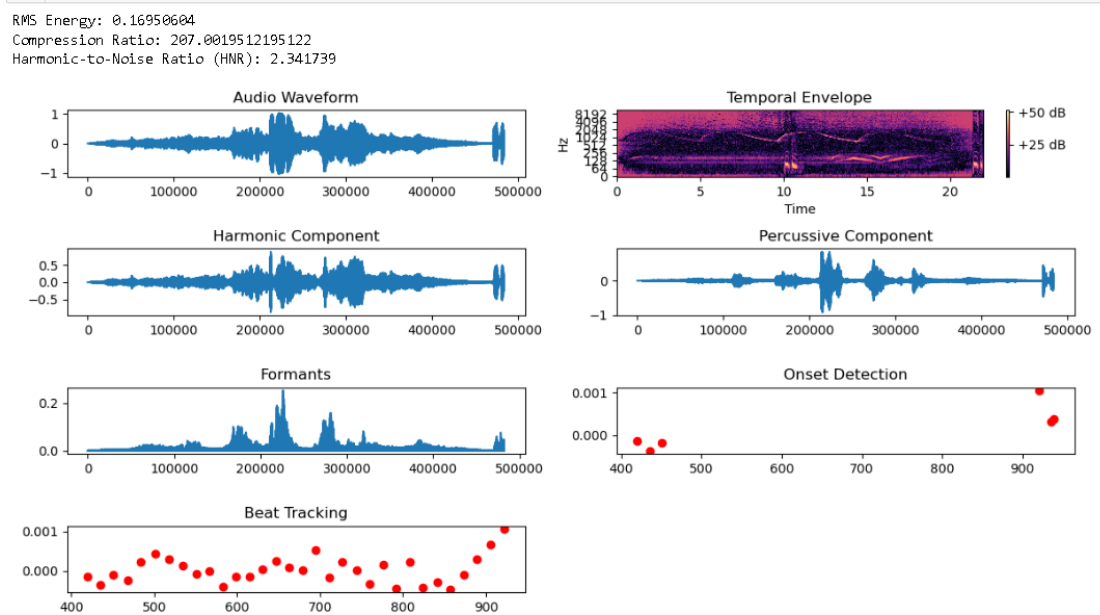 RMS Energy: 0.16950604
Compression Ratio: 207.0019512195122
Harmonic-to-Noise Ratio (HNR): 2.341739
Audio Waveform
1
0
−1
0 100000 200000 300000 400000 500000
Temporal Envelope
Hz
8192
4096
2048
1024
512
256
128
64
0
0 5 10 15 20
Time
+50 dB
+25 dB
Harmonic Component
0.5
0.0
−0.5
0 100000 200000 300000 400000 500000
Percussive Component
0
−1
0 100000 200000 300000 400000 500000
Formants
0.2
0.0
0 100000 200000 300000 400000 500000
Onset Detection
0.001
0.000
400 500 600 700 800 900
Beat Tracking
0.001
0.000
400 500 600 700 800 900